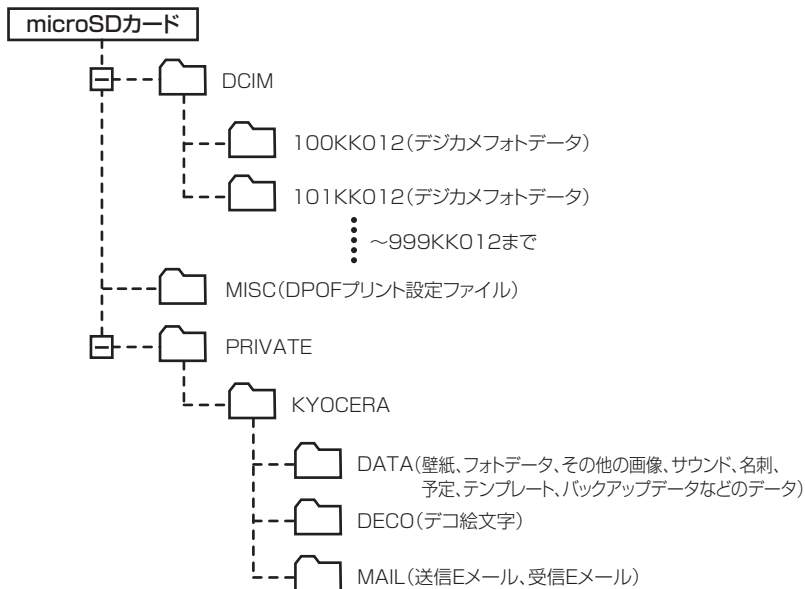 microSDカード
DCIM
100KK012(デジカメフォトデータ)
101KK012(デジカメフォトデータ)
～999KK012まで
MISC(DPOFプリント設定ファイル)
PRIVATE
KYOCERA
DATA(壁紙、フォトデータ、その他の画像、サウンド、名刺、
予定、テンプレート、バックアップデータなどのデータ)
DECO(デコ絵文字)
MAIL(送信Eメール、受信Eメール)